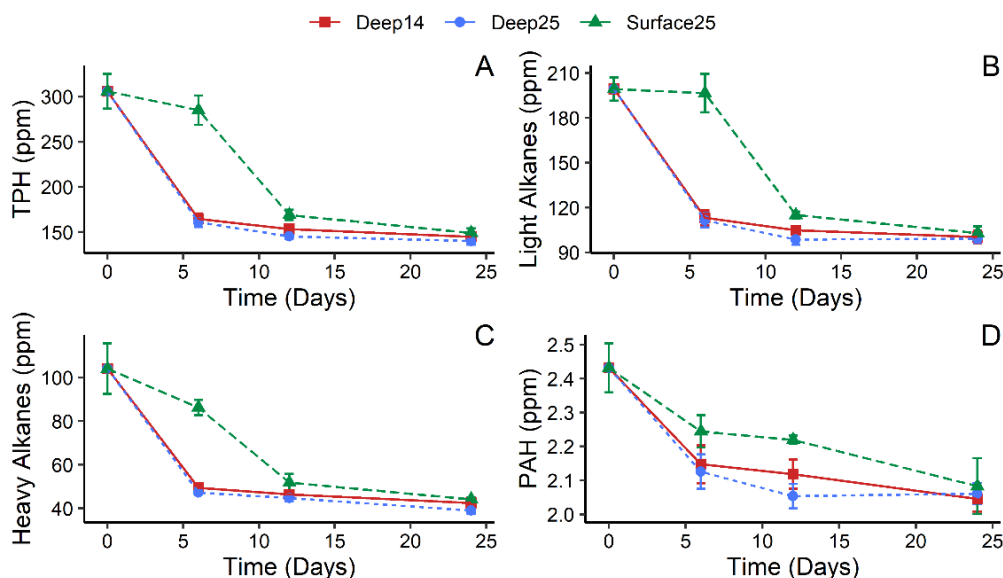 Deep14 Deep25 Surface25
A
TPH (ppm)
300
250
200
150
0 5 10 15 20 25
Time (Days)
B
Light Alkanes (ppm)
210
180
150
120
90
0 5 10 15 20 25
Time (Days)
C
Heavy Alkanes (ppm)
100
80
60
40
0 5 10 15 20 25
Time (Days)
D
PAH (ppm)
2.5
2.4
2.3
2.2
2.1
2.0
0 5 10 15 20 25
Time (Days)